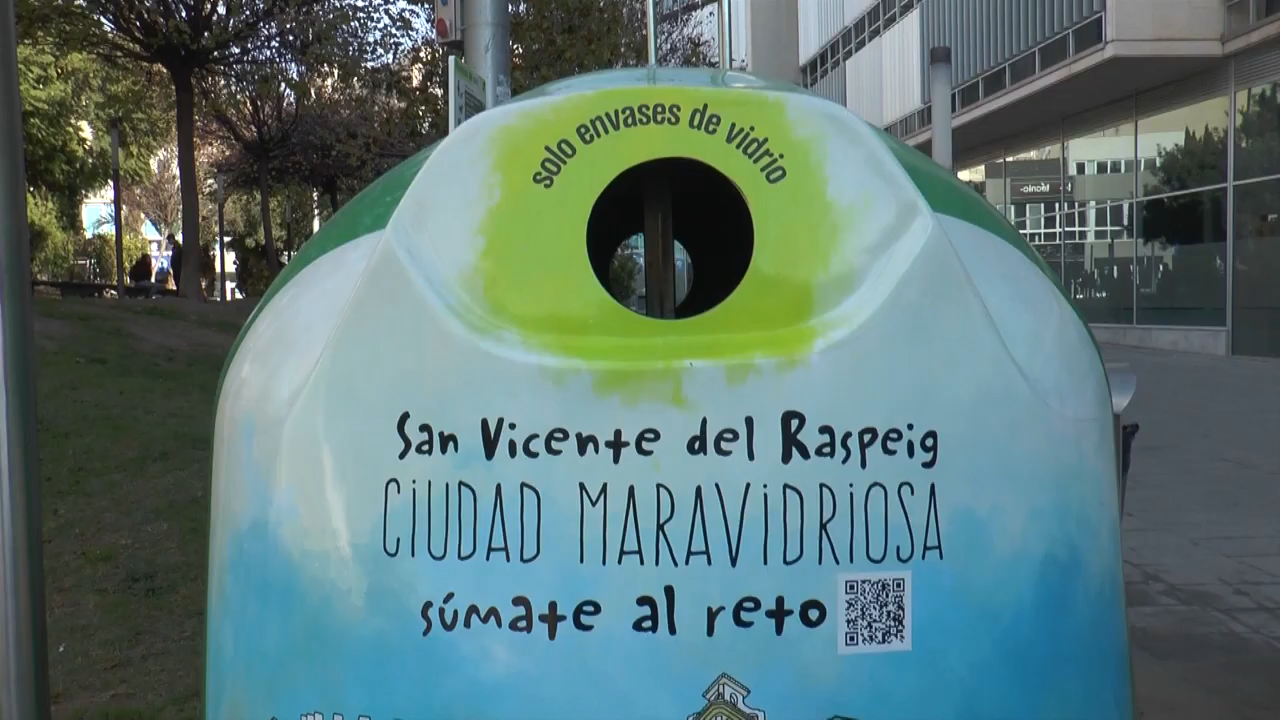 solo envases de vidrio
San Vicente del Raspeig
CIUDAD MARAVIDRIOSA
súmate al reto